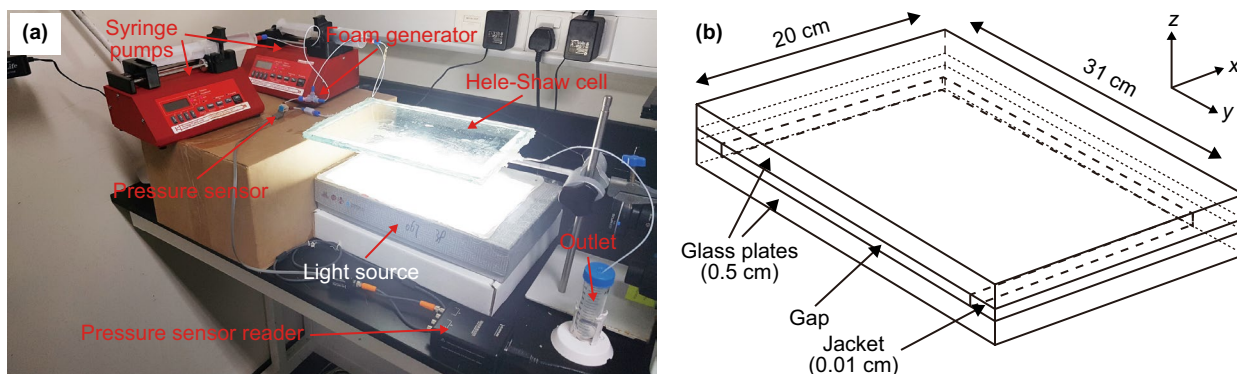 (a)
Syringe
pumps
Foam generator
Hele-Shaw cell
Pressure sensor
Light source
Outlet
Pressure sensor reader
(b)
20 cm
31 cm
z
x
y
Glass plates
(0.5 cm)
Gap
Jacket
(0.01 cm)